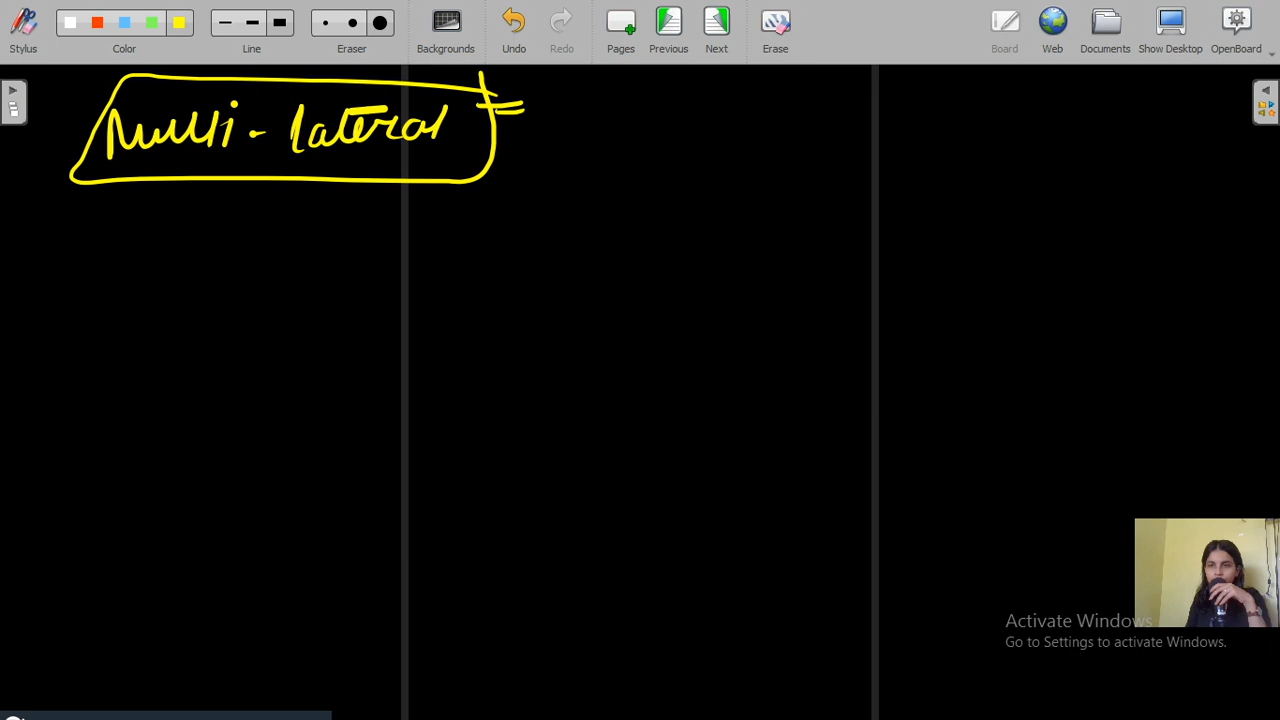 Stylus Color Line Eraser Backgrounds Undo Redo Pages Previous Next Erase Board Web Documents Show Desktop OpenBoard
Multi - lateral =
Activate Windows
Go to Settings to activate Windows.